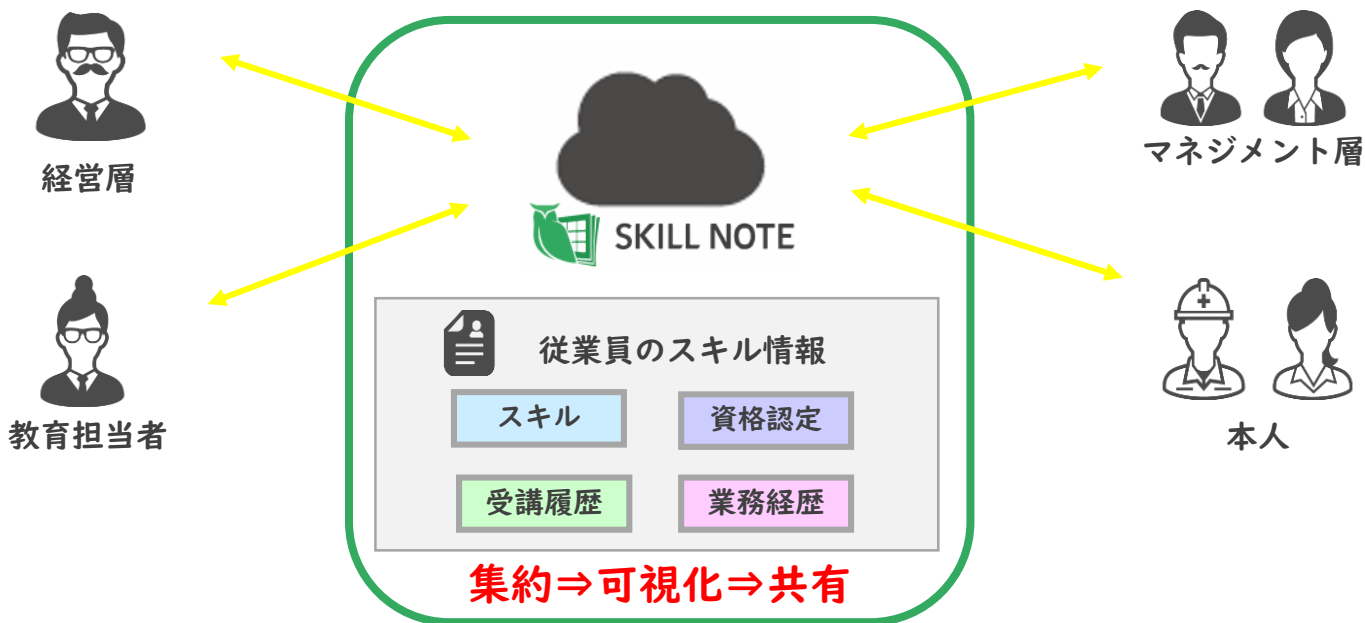 経営層
マネジメント層
SKILL NOTE
教育担当者
本人
従業員のスキル情報
スキル
資格認定
受講履歴
業務経歴
集約⇒可視化⇒共有